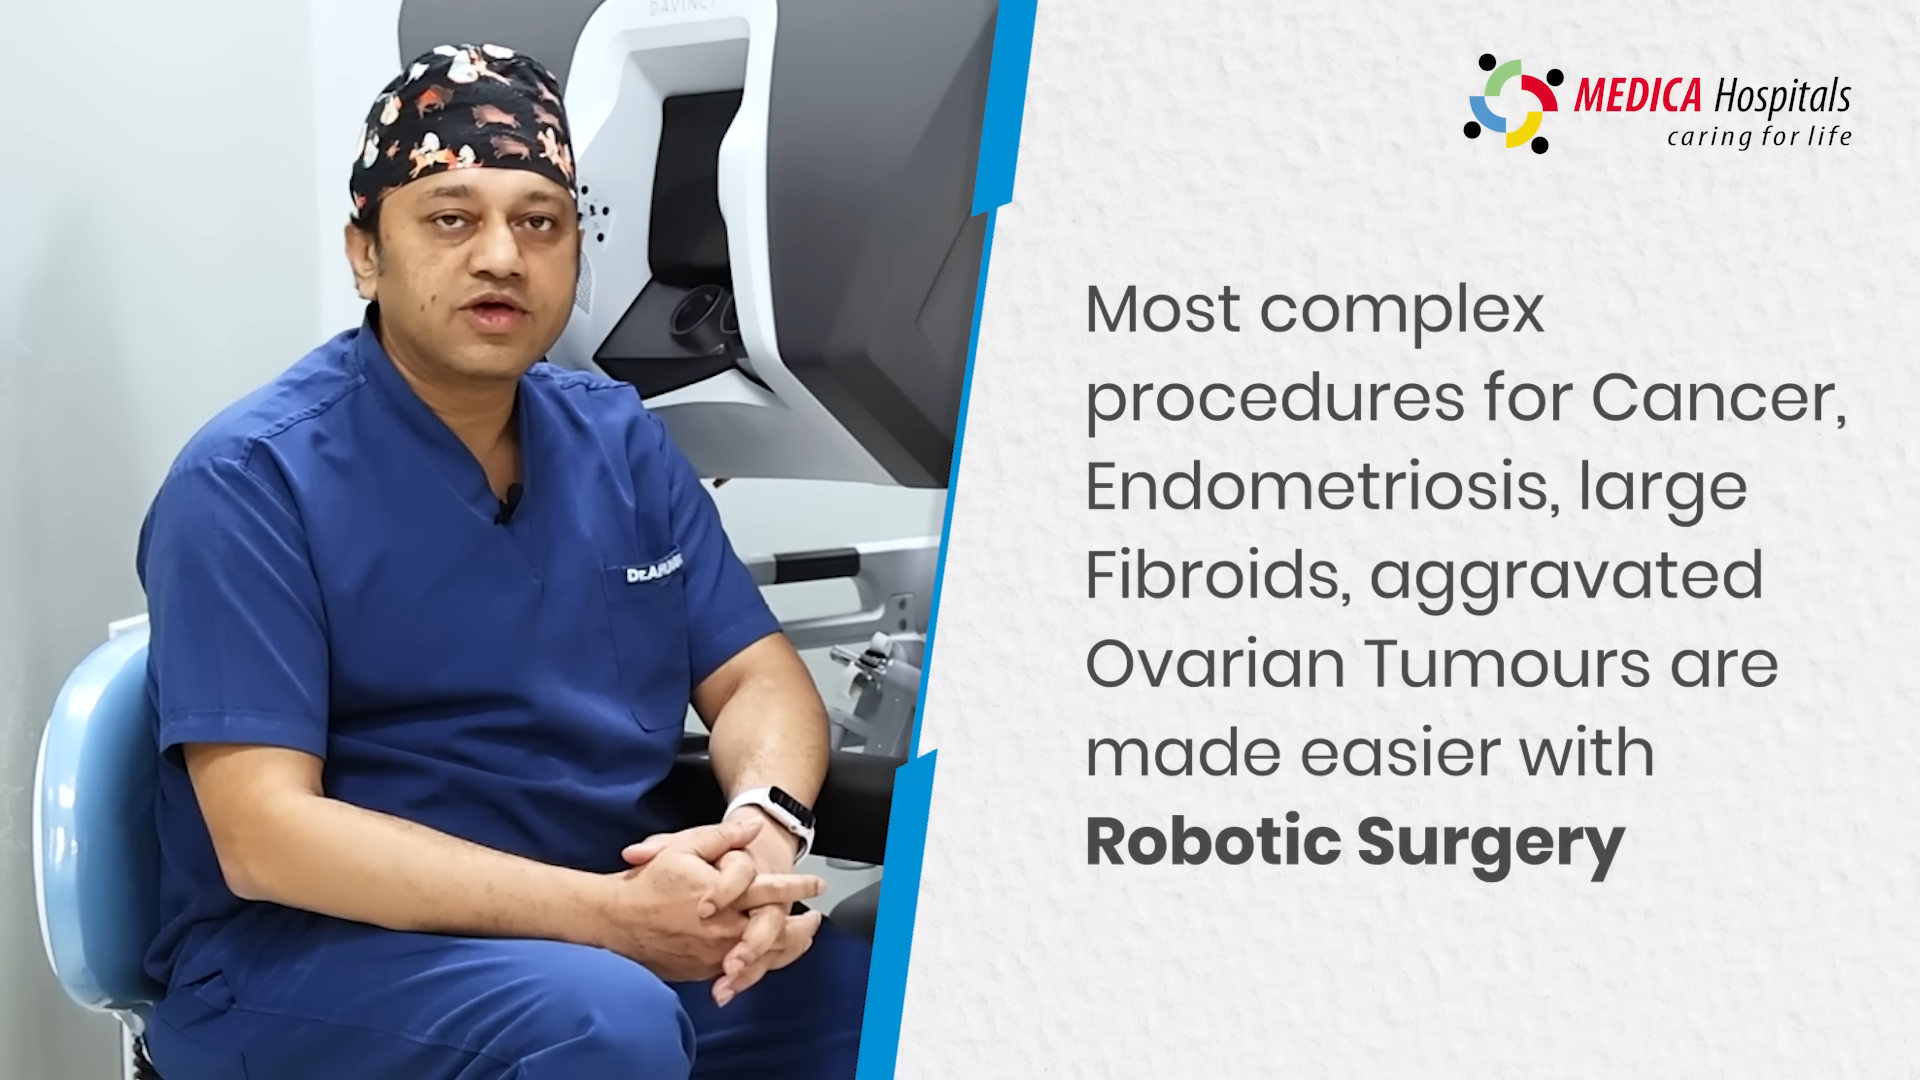 DAVINCI
MEDICA Hospitals
caring for life
Most complex
procedures for Cancer,
Endometriosis, large
Fibroids, aggravated
Ovarian Tumours are
made easier with
Robotic Surgery